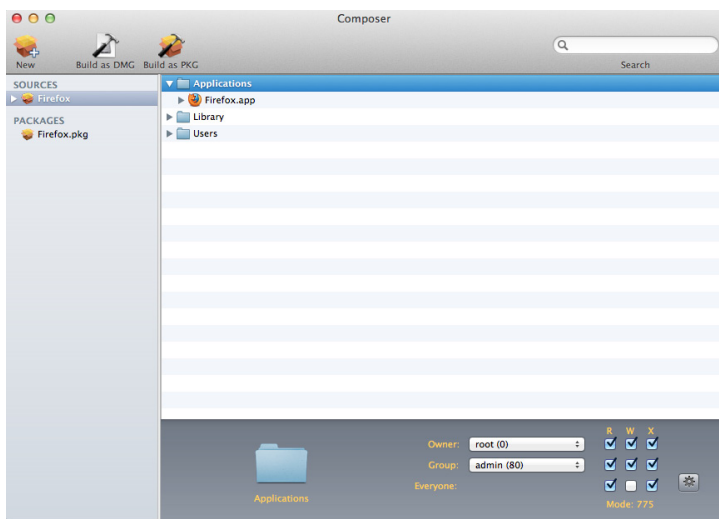 Composer
New Build as DMG Build as PKG Search
SOURCES
Firefox
PACKAGES
Firefox.pkg
Applications
Firefox.app
Library
Users
R W X
Owner: root (0)
Group: admin (80)
Everyone:
Applications
Mode: 775